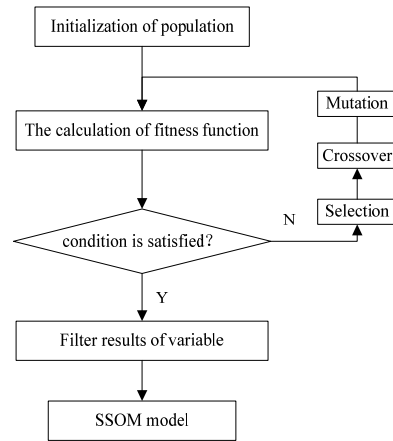 Initialization of population
Mutation
The calculation of fitness function
Crossover
Selection
N
condition is satisfied?
Y
Filter results of variable
SSOM model